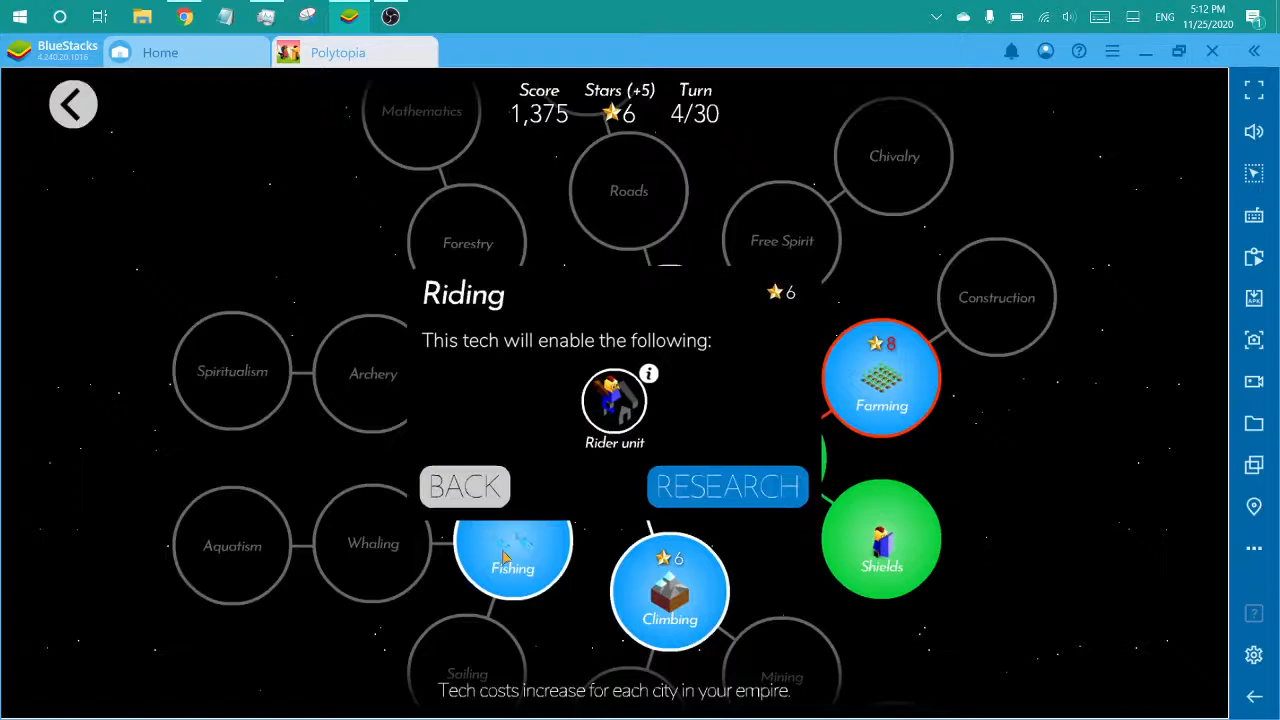 5:12 PM
ENG
11/25/2020
1
BlueStacks
4.240.20.1016
Home
Polytopia
Score
1,375
Stars (+5)
6
Turn
4/30
Mathematics
Roads
Chivalry
Forestry
Free Spirit
Construction
Riding
6
This tech will enable the following:
i
Rider unit
Spiritualism
Archery
8
Farming
BACK
RESEARCH
Aquatism
Whaling
Fishing
6
Climbing
Shields
Sailing
Mining
Tech costs increase for each city in your empire.
APK